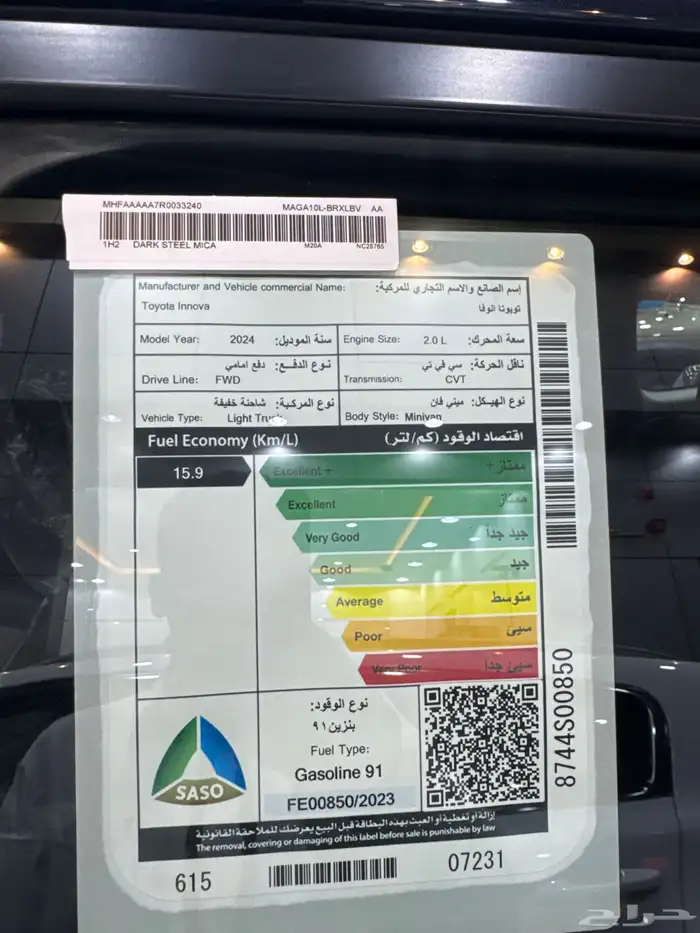 MHFAAAAA7R0033240 MAGA10L-BRXLBV AA
1H2 DARK STEEL MICA M20A NC25765
Manufacturer and Vehicle commercial Name: إسم الصانع والاسم التجاري للمركبة:
Toyota Innova تويوتا انوفا
Model Year: 2024 سنة الموديل:
Engine Size: 2.0 L سعة المحرك:
نوع الدفع: دفع امامي
Drive Line: FWD
ناقل الحركة: سي في تي
Transmission: CVT
نوع المركبة: شاحنة خفيفة
Vehicle Type: Light Truck
نوع الهيكل: ميني فان
Body Style: Minivan
Fuel Economy (Km/L) اقتصاد الوقود (كم/لتر)
15.9
Excellent + ممتاز +
Excellent ممتاز
Very Good جيد جداً
Good جيد
Average متوسط
Poor سيئ
Very Poor سيئ جداً
8744S00850
SASO
نوع الوقود:
بنزين ٩١
Fuel Type:
Gasoline 91
FE00850/2023
إزالة أو تغطية أو العبث بهذه البطاقة قبل البيع يعرضك للملاحقة القانونية
The removal, covering or damaging of this label before sale is punishable by law
615 07231
حراج